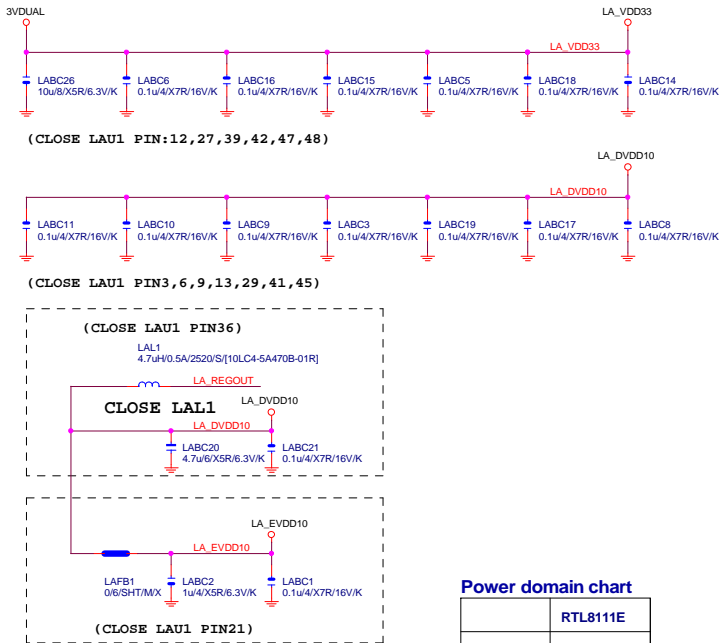 3VDUAL
LA_VDD33
LA_VDD33
LABC26
10u/8/X5R/6.3V/K
LABC6
0.1u/4/X7R/16V/K
LABC16
0.1u/4/X7R/16V/K
LABC15
0.1u/4/X7R/16V/K
LABC5
0.1u/4/X7R/16V/K
LABC18
0.1u/4/X7R/16V/K
LABC14
0.1u/4/X7R/16V/K
(CLOSE LAU1 PIN:12,27,39,42,47,48)
LA_DVDD10
LA_DVDD10
LABC11
0.1u/4/X7R/16V/K
LABC10
0.1u/4/X7R/16V/K
LABC9
0.1u/4/X7R/16V/K
LABC3
0.1u/4/X7R/16V/K
LABC19
0.1u/4/X7R/16V/K
LABC17
0.1u/4/X7R/16V/K
LABC8
0.1u/4/X7R/16V/K
(CLOSE LAU1 PIN3,6,9,13,29,41,45)
(CLOSE LAU1 PIN36)
LAL1
4.7uH/0.5A/2520/S/[10LC4-5A470B-01R]
LA_REGOUT
CLOSE LAL1
LA_DVDD10
LA_DVDD10
LABC20
4.7u/6/X5R/6.3V/K
LABC21
0.1u/4/X7R/16V/K
LA_EVDD10
LA_EVDD10
LAFB1
0/6/SHT/M/X
LABC2
1u/4/X5R/6.3V/K
LABC1
0.1u/4/X7R/16V/K
(CLOSE LAU1 PIN21)
Power domain chart
RTL8111E